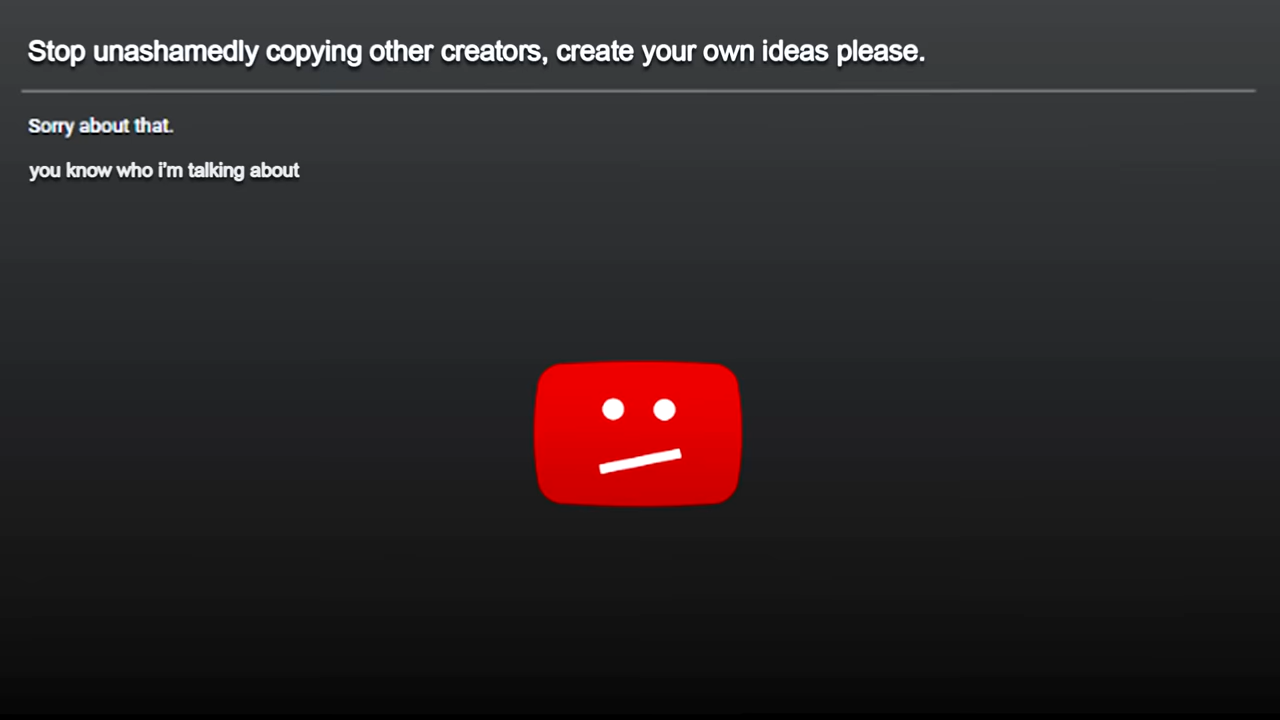 Stop unashamedly copying other creators, create your own ideas please.
Sorry about that.
you know who i'm talking about